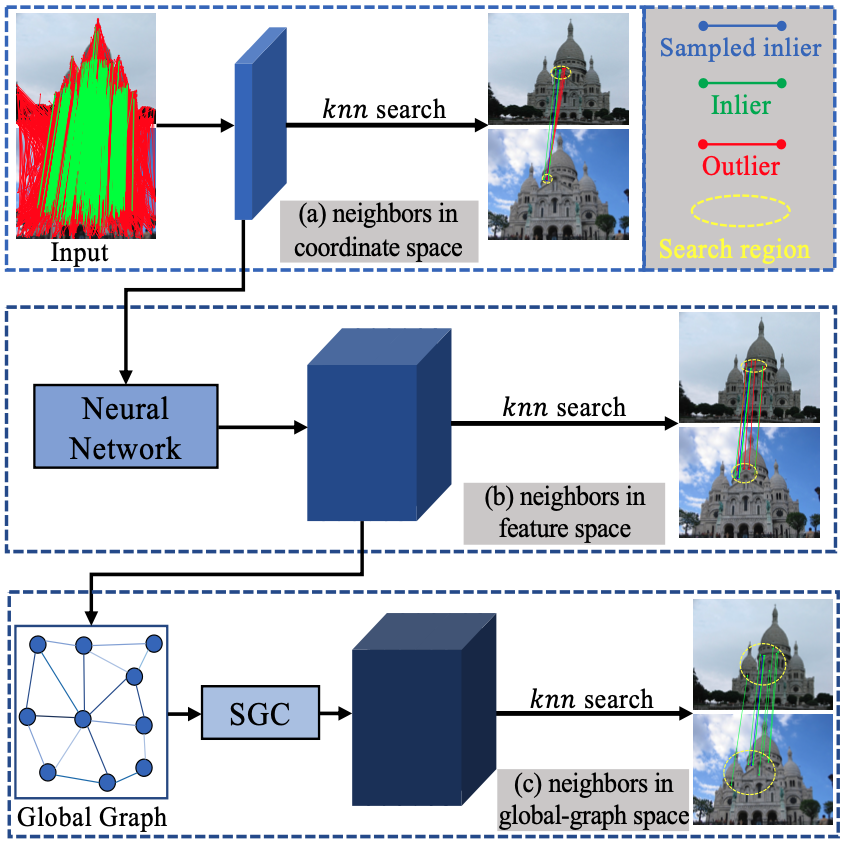 Input
knn search
(a) neighbors in
coordinate space
Sampled inlier
Inlier
Outlier
Search region
Neural
Network
knn search
(b) neighbors in
feature space
Global Graph
SGC
knn search
(c) neighbors in
global-graph space